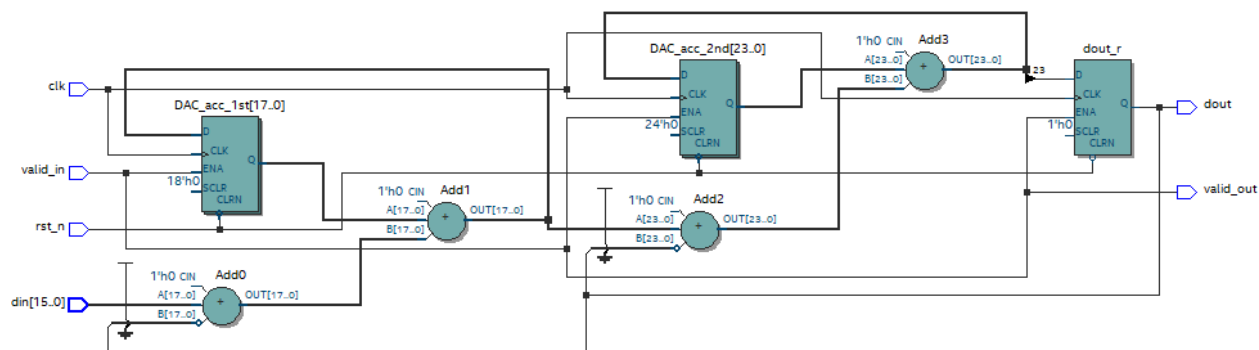 DAC_acc_2nd[23..0]
1'h0 CIN
Add3
dout_r
A[23..0]
OUT[23..0]
B[23..0]
23
D
D
clk
DAC_acc_1st[17..0]
CLK
Q
CLK
Q
dout
ENA
ENA
24'h0
SCLR
1'h0
SCLR
D
CLRN
CLRN
CLK
Q
valid_in
ENA
18'h0
SCLR
1'h0 CIN
Add1
1'h0 CIN
Add2
valid_out
CLRN
A[17..0]
OUT[17..0]
A[23..0]
OUT[23..0]
rst_n
B[17..0]
B[23..0]
1'h0 CIN
Add0
din[15..0]
A[17..0]
OUT[17..0]
B[17..0]